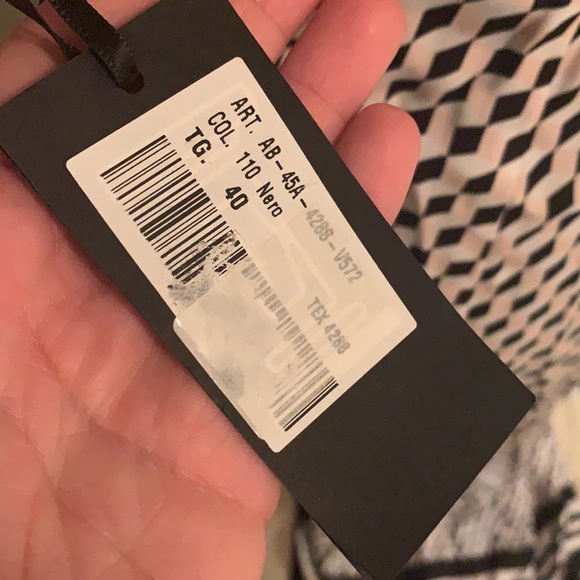 ART. AB-45A-4288-V572
COL. 110 Nero
TG. 40
TEX 4288